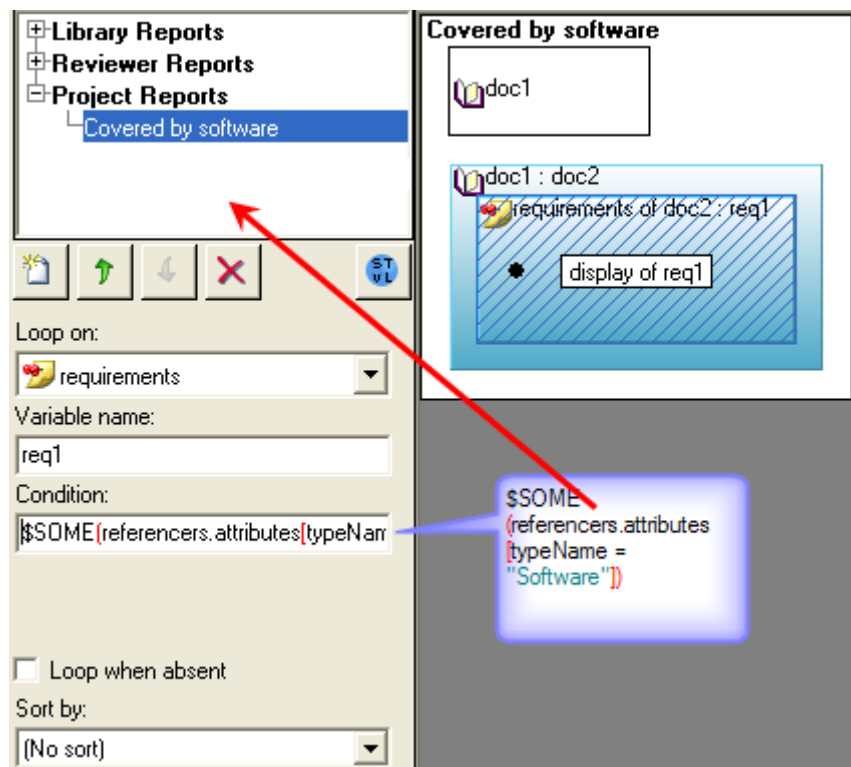 Library Reports
Reviewer Reports
Project Reports
Covered by software
ST
VL
Loop on:
requirements
Variable name:
req1
Condition:
$SOME(referencers.attributes[typeNam
Loop when absent
Sort by:
(No sort)
Covered by software
doc1
doc1 : doc2
requirements of doc2 : req1
display of req1
$SOME
(referencers.attributes
[typeName =
"Software"])